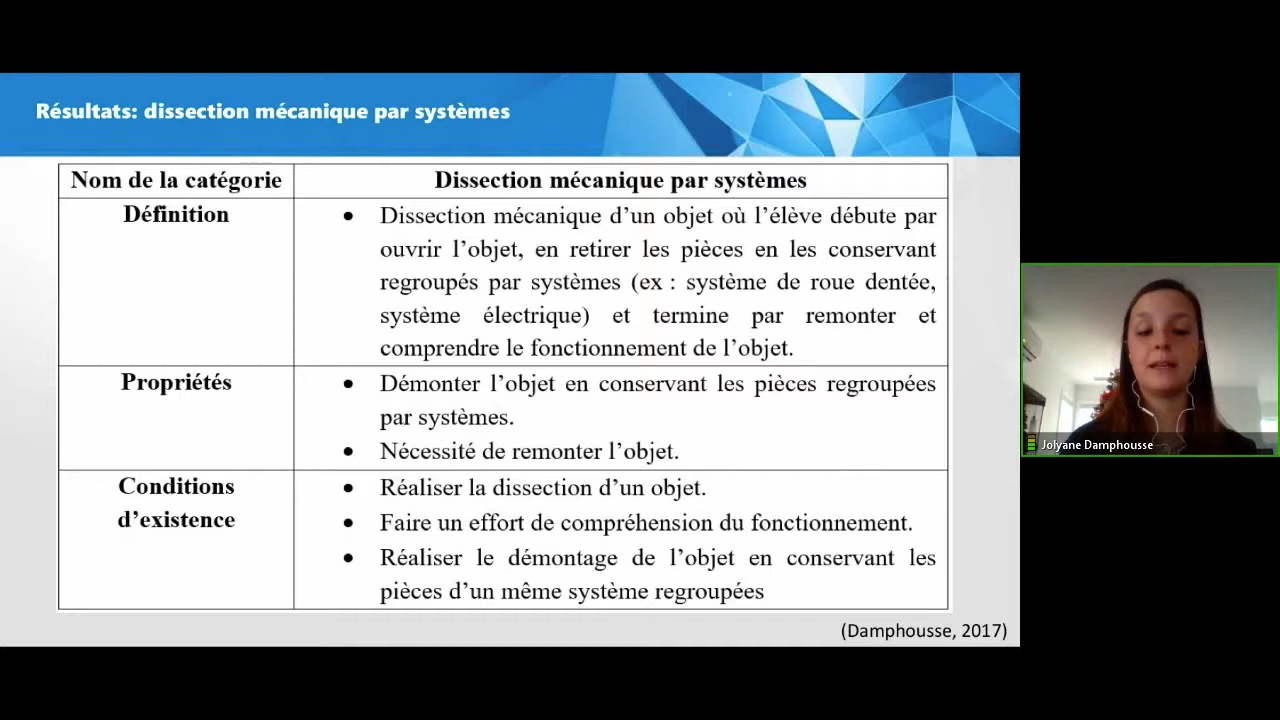 Résultats: dissection mécanique par systèmes
Nom de la catégorie
Dissection mécanique par systèmes
Définition
• Dissection mécanique d’un objet où l’élève débute par
ouvrir l’objet, en retirer les pièces en les conservant
regroupés par systèmes (ex : système de roue dentée,
système électrique) et termine par remonter et
comprendre le fonctionnement de l’objet.
Propriétés
• Démonter l’objet en conservant les pièces regroupées
par systèmes.
• Nécessité de remonter l’objet.
Conditions
d’existence
• Réaliser la dissection d’un objet.
• Faire un effort de compréhension du fonctionnement.
• Réaliser le démontage de l’objet en conservant les
pièces d’un même système regroupées
(Damphousse, 2017)
Jolyane Damphousse